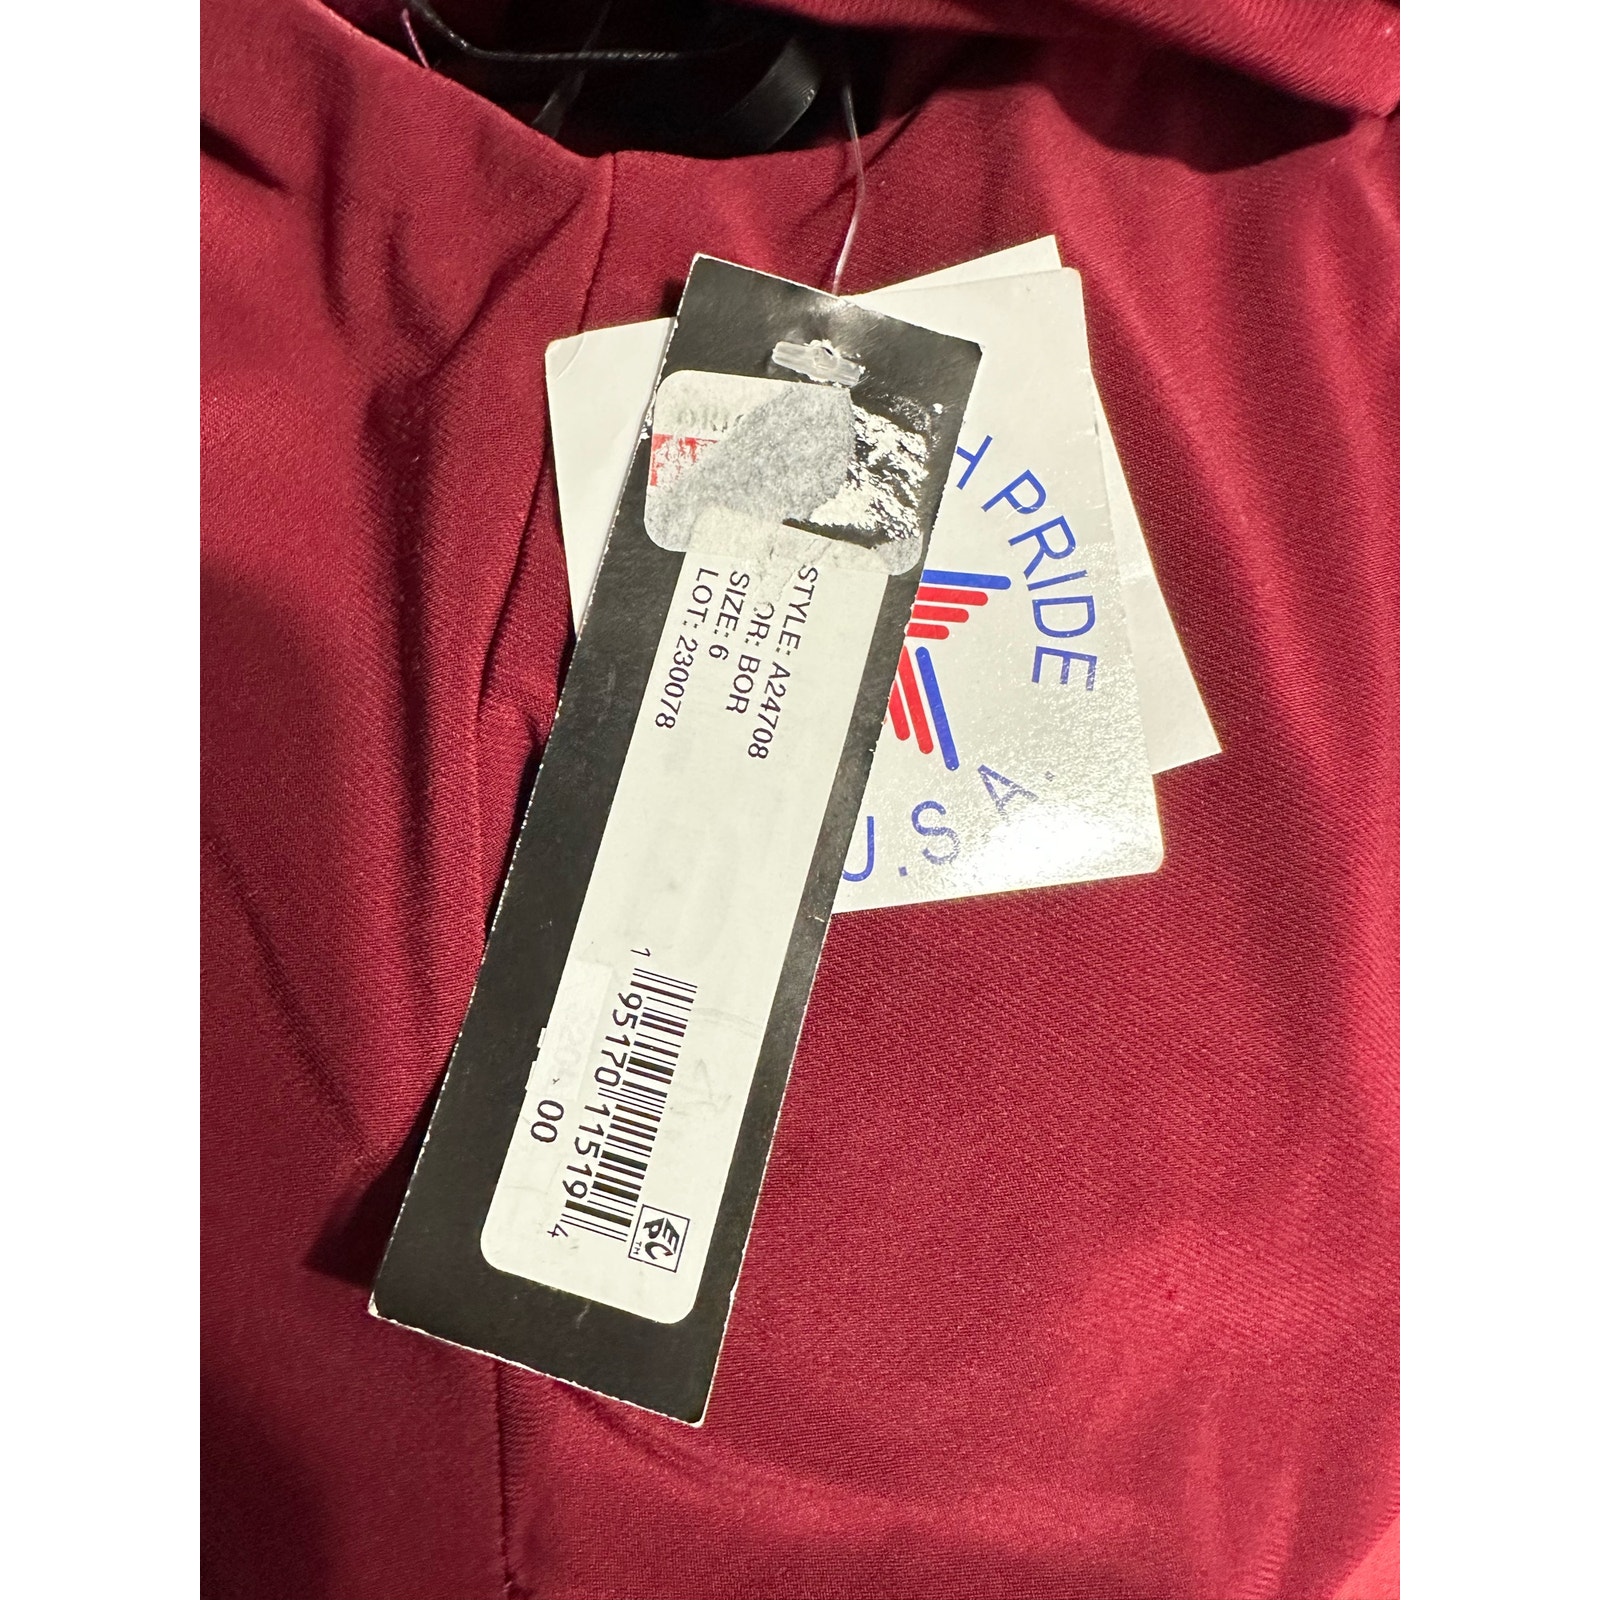 STYLE: A24708
OR: BOR
SIZE: 6
LOT: 230078
1 95170 11519 4
00
H PRIDE
U.S.A.